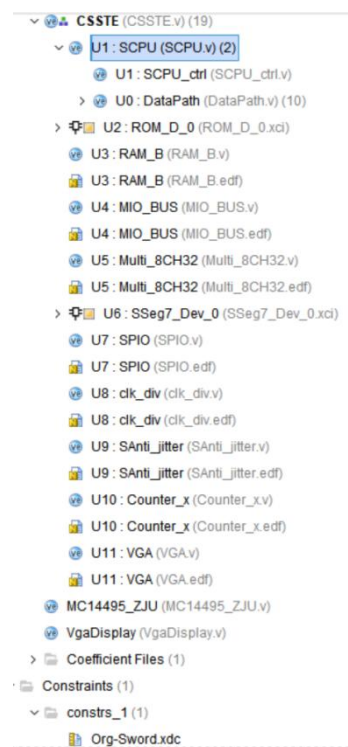 CSSTE (CSSTE.v) (19)
U1 : SCPU (SCPU.v) (2)
U1 : SCPU_ctrl (SCPU_ctrl.v)
U0 : DataPath (DataPath.v) (10)
U2 : ROM_D_0 (ROM_D_0.xci)
U3 : RAM_B (RAM_B.v)
U3 : RAM_B (RAM_B.edf)
U4 : MIO_BUS (MIO_BUS.v)
U4 : MIO_BUS (MIO_BUS.edf)
U5 : Multi_8CH32 (Multi_8CH32.v)
U5 : Multi_8CH32 (Multi_8CH32.edf)
U6 : SSeg7_Dev_0 (SSeg7_Dev_0.xci)
U7 : SPIO (SPIO.v)
U7 : SPIO (SPIO.edf)
U8 : clk_div (clk_div.v)
U8 : clk_div (clk_div.edf)
U9 : SAnti_jitter (SAnti_jitter.v)
U9 : SAnti_jitter (SAnti_jitter.edf)
U10 : Counter_x (Counter_x.v)
U10 : Counter_x (Counter_x.edf)
U11 : VGA (VGA.v)
U11 : VGA (VGA.edf)
MC14495_ZJU (MC14495_ZJU.v)
VgaDisplay (VgaDisplay.v)
Coefficient Files (1)
Constraints (1)
constrs_1 (1)
Org-Sword.xdc